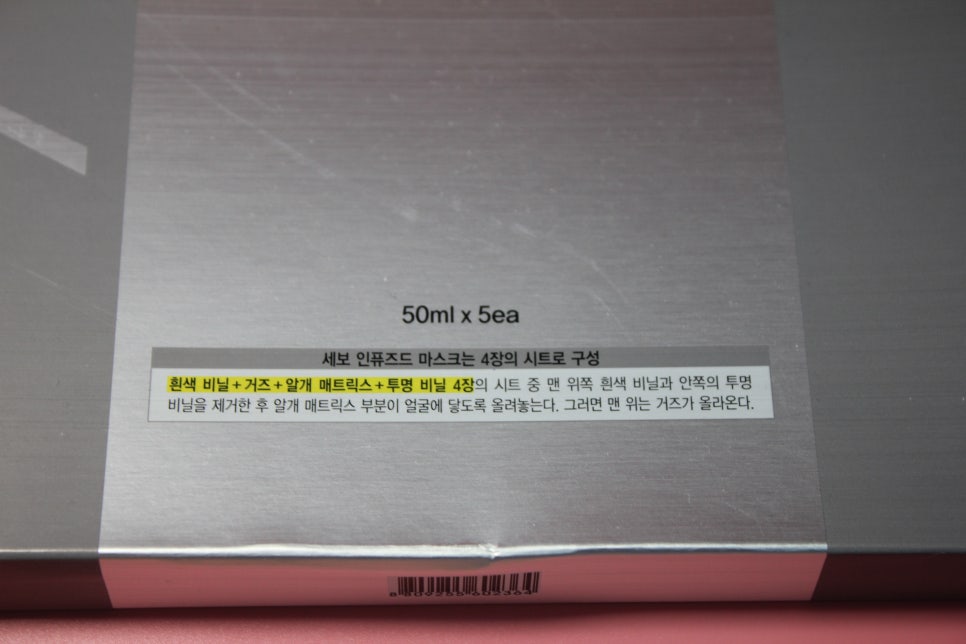 50ml x 5ea
세보 인퓨즈드 마스크는 4장의 시트로 구성
흰색 비닐+거즈+알개 매트릭스+투명 비닐 4장의 시트 중 맨 위쪽 흰색 비닐과 안쪽의 투명
비닐을 제거한 후 알개 매트릭스 부분이 얼굴에 닿도록 올려놓는다. 그러면 맨 위는 거즈가 올라온다.